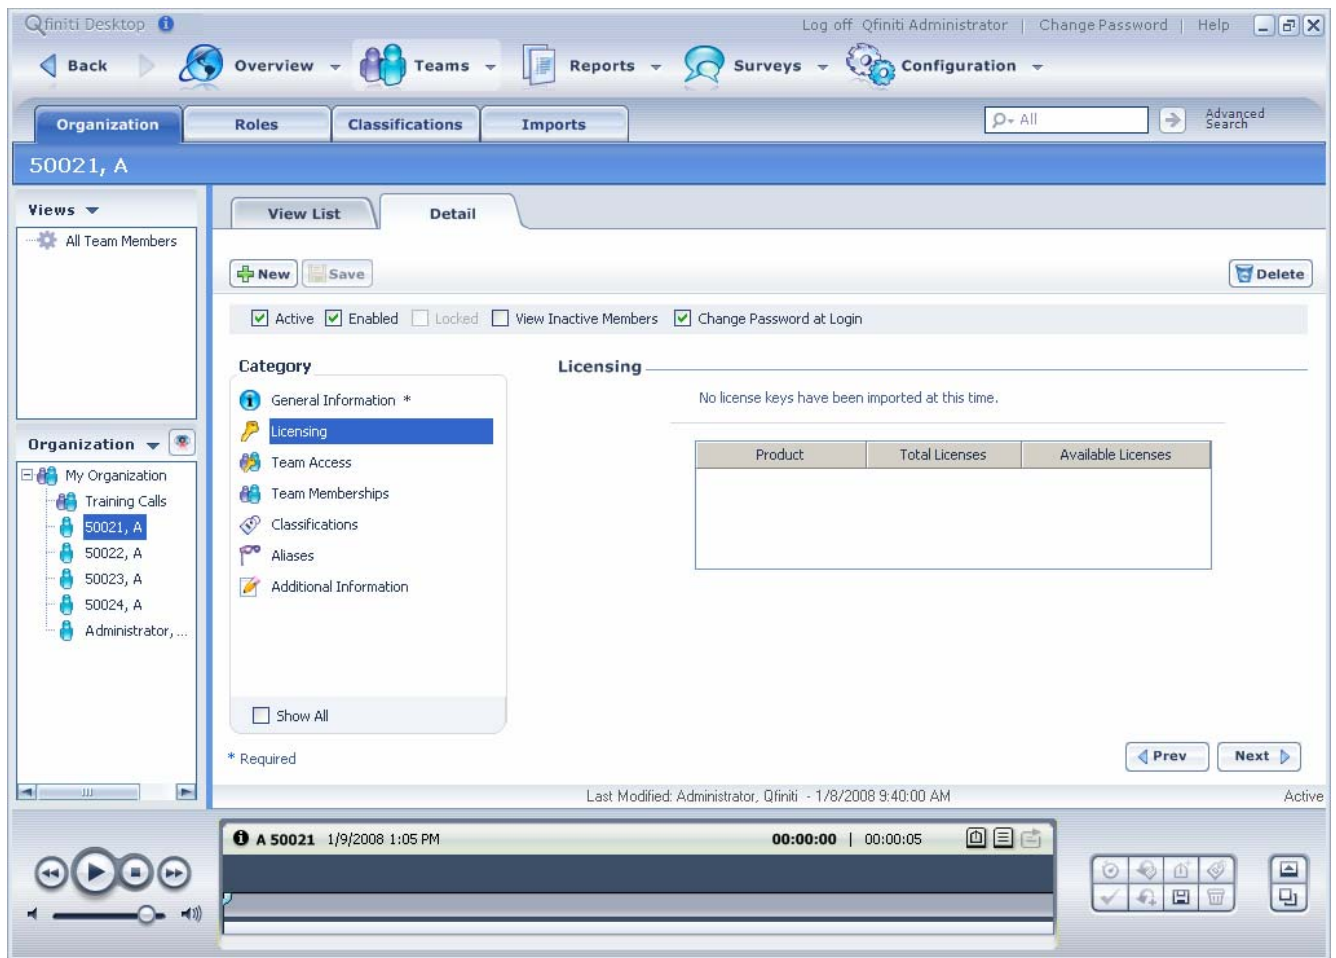 Qfiniti Desktop
Log off Qfiniti Administrator | Change Password | Help
Back Overview Teams Reports Surveys Configuration
Organization Roles Classifications Imports All Advanced Search
50021, A
Views
All Team Members
View List Detail
New Save Delete
Active Enabled Locked View Inactive Members Change Password at Login
Category
General Information *
Licensing
Team Access
Team Memberships
Classifications
Aliases
Additional Information
Show All
* Required
Licensing
No license keys have been imported at this time.
Product Total Licenses Available Licenses
Prev Next
Organization
My Organization
Training Calls
50021, A
50022, A
50023, A
50024, A
Administrator, ...
Last Modified: Administrator, Qfiniti - 1/8/2008 9:40:00 AM Active
A 50021 1/9/2008 1:05 PM 00:00:00 | 00:00:05